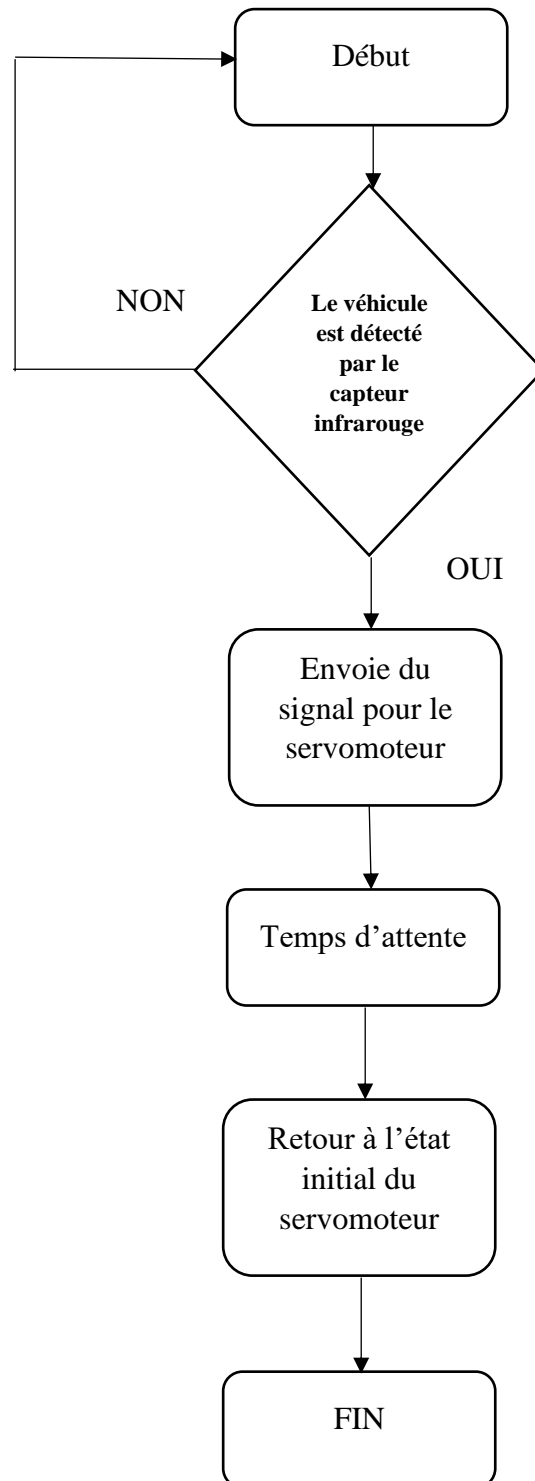 Début
NON
Le véhicule
est détecté
par le
capteur
infrarouge
OUI
Envoie du
signal pour le
servomoteur
Temps d’attente
Retour à l’état
initial du
servomoteur
FIN